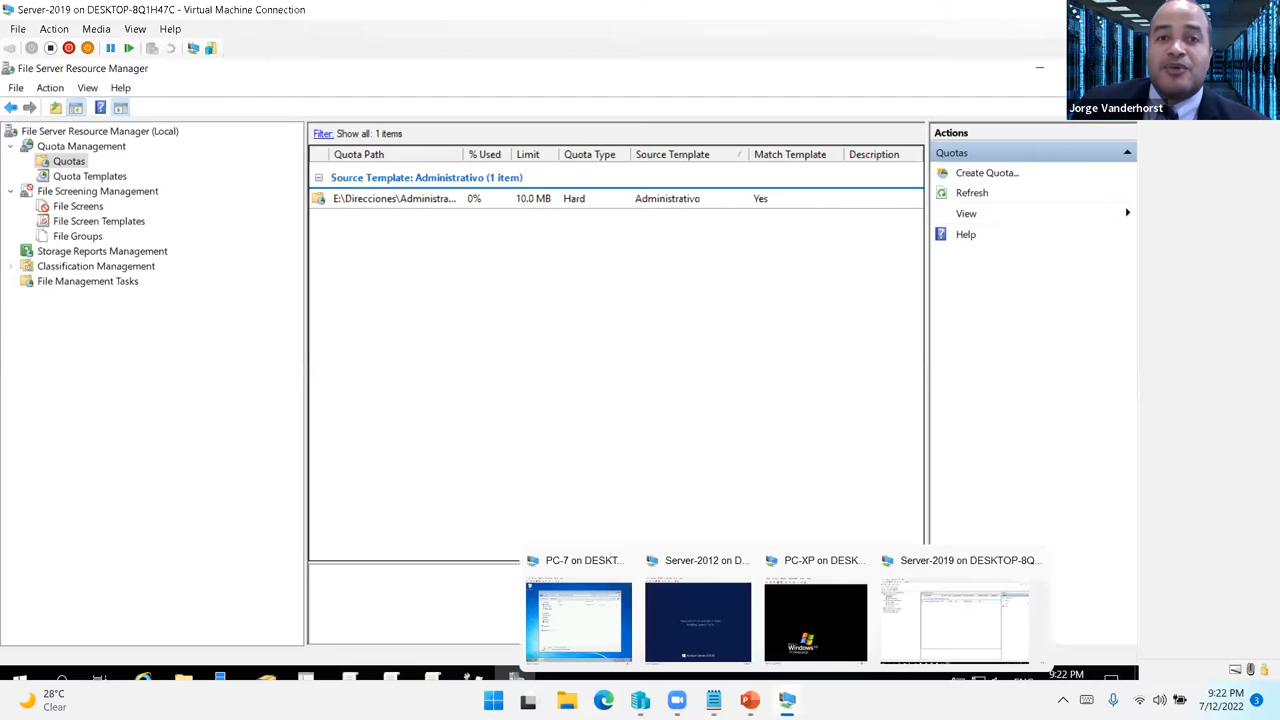 Server-2019 on DESKTOP-8Q1H47C - Virtual Machine Connection
File Action Media View Help
File Server Resource Manager
File Action View Help
Jorge Vanderhorst
File Server Resource Manager (Local)
Quota Management
Quotas
Quota Templates
File Screening Management
File Screens
File Screen Templates
File Groups
Storage Reports Management
Classification Management
File Management Tasks
Filter: Show all: 1 items
Quota Path % Used Limit Quota Type Source Template Match Template Description
Source Template: Administrativo (1 item)
E:\Direcciones\Administra... 0% 10.0 MB Hard Administrativo Yes
Actions
Quotas
Create Quota...
Refresh
View
Help
PC-7 on DESKT... Server-2012 on D... PC-XP on DESK... Server-2019 on DESKTOP-8Q...
Windows
9:22 PM
28°C
Clear
9:22 PM
7/12/2022
3